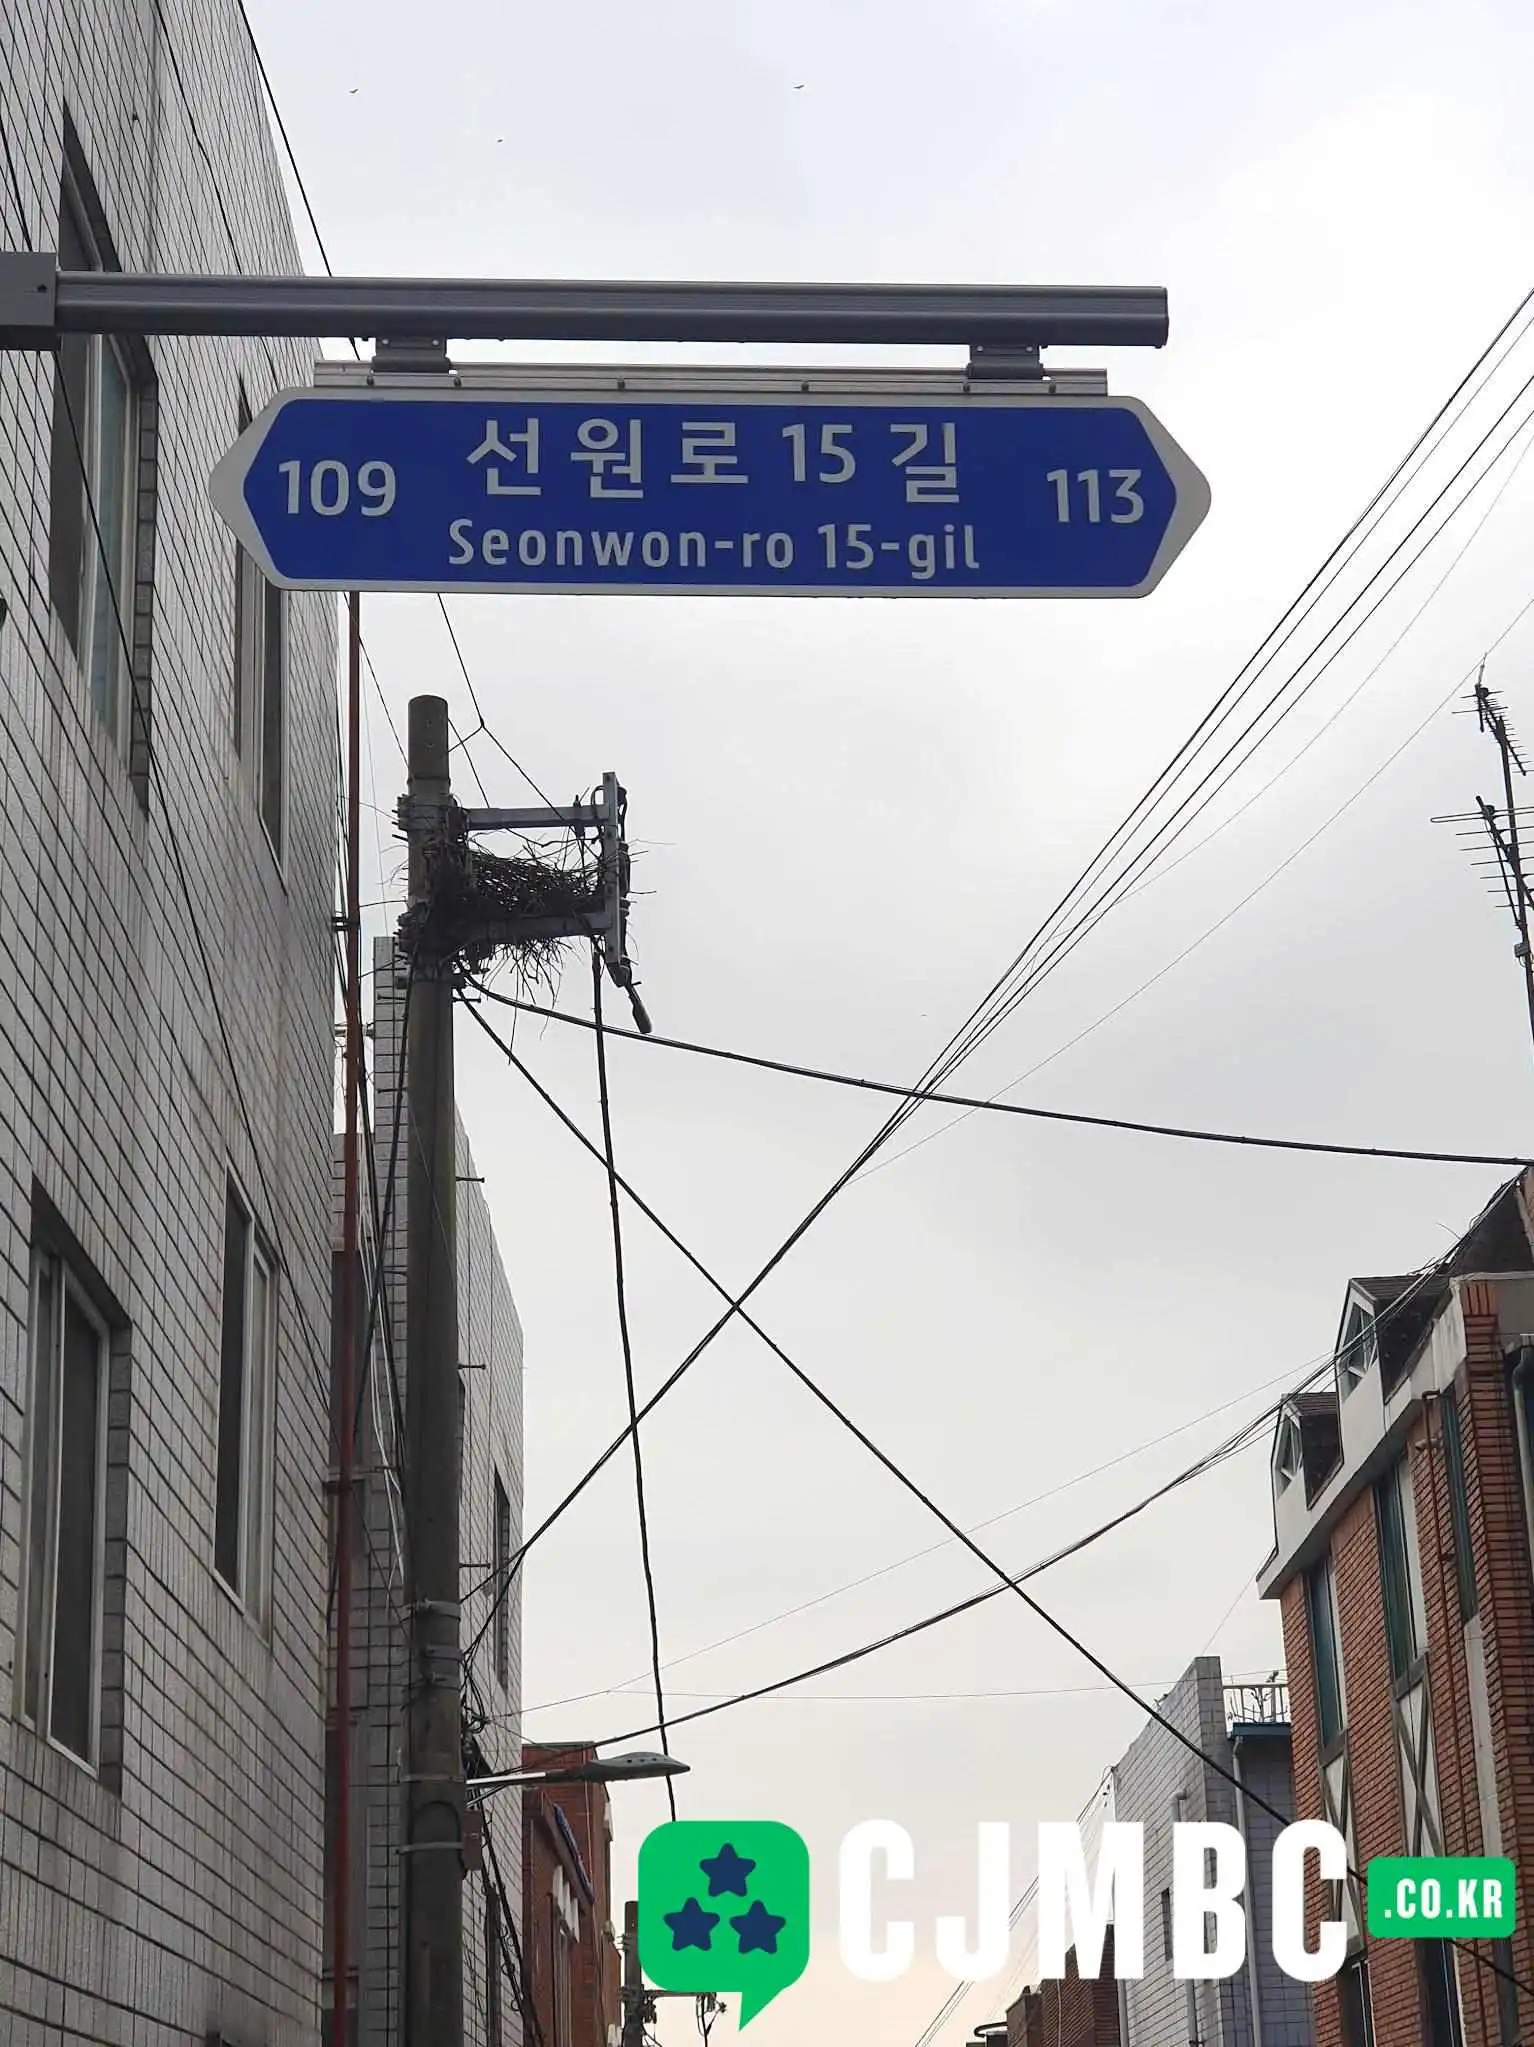 109
선원로 15길
Seonwon-ro 15-gil
113
CJMBC
.CO.KR